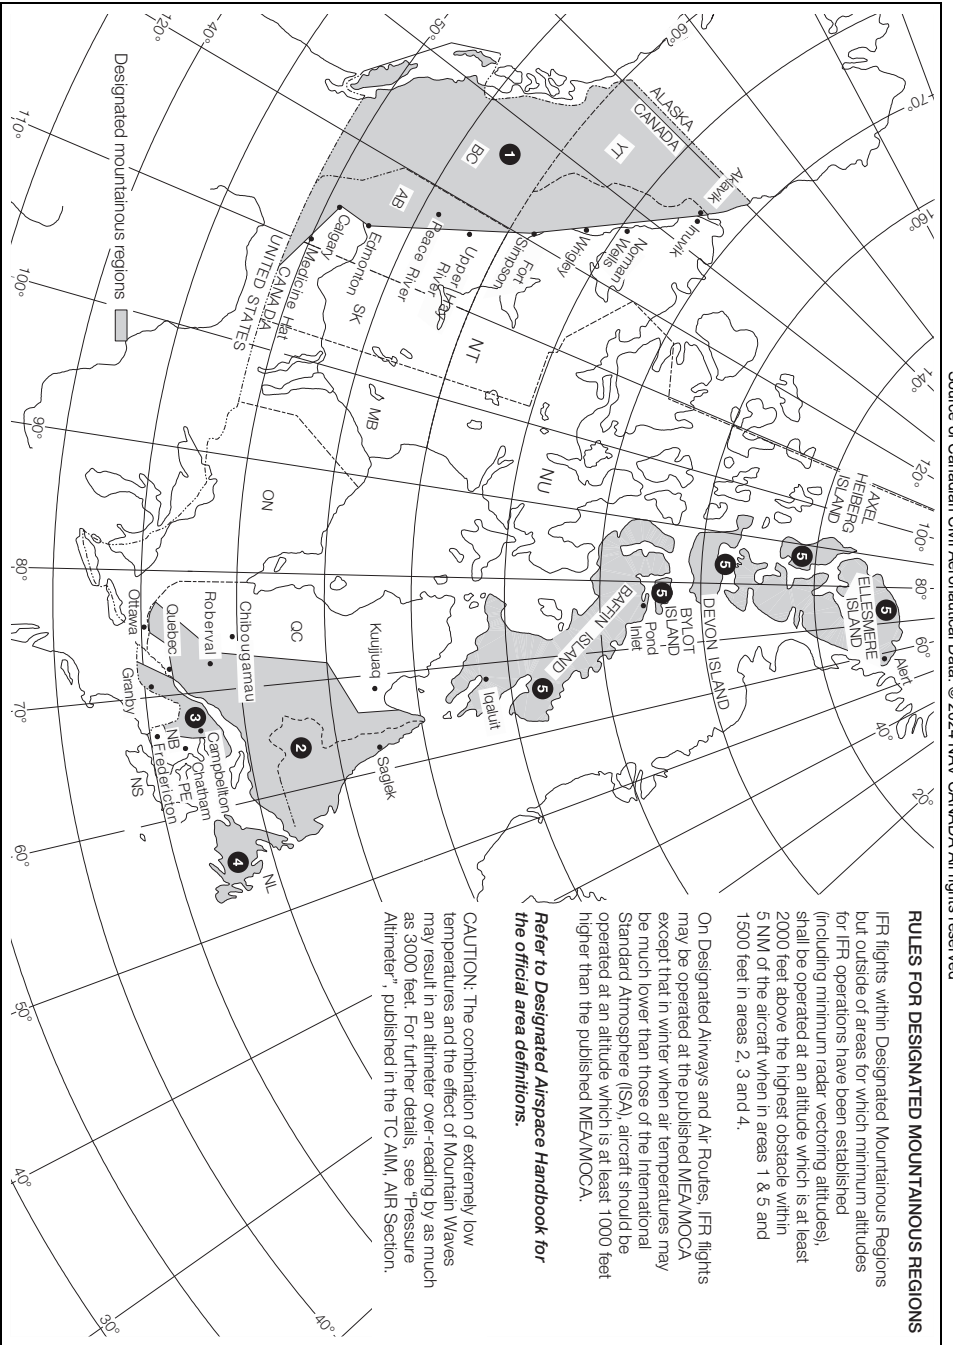 Source of Canadian Civil Aeronautical Data: © 2024 NAV CANADA All rights reserved
RULES FOR DESIGNATED MOUNTAINOUS REGIONS
IFR flights within Designated Mountainous Regions
but outside of areas for which minimum altitudes
for IFR operations have been established
(including minimum radar vectoring altitudes),
shall be operated at an altitude which is at least
2000 feet above the highest obstacle within
5 NM of the aircraft when in areas 1 & 5 and
1500 feet in areas 2, 3 and 4.
On Designated Airways and Air Routes, IFR flights
may be operated at the published MEA/MOCA
except that in winter when air temperatures may
be much lower than those of the International
Standard Atmosphere (ISA), aircraft should be
operated at an altitude which is at least 1000 feet
higher than the published MEA/MOCA.
Refer to Designated Airspace Handbook for
the official area definitions.
CAUTION: The combination of extremely low
temperatures and the effect of Mountain Waves
may result in an altimeter over-reading by as much
as 3000 feet. For further details, see "Pressure
Altimeter", published in the TC AIM, AIR Section.
70°
160°
140°
120°
100°
80°
60°
40°
20°
60°
50°
40°
120°
110°
100°
90°
80°
70°
60°
50°
40°
30°
40°
ALASKA
CANADA
YT
BC
1
AB
Aklavik
Inuvik
Norman
Wells
Wrigley
Fort
Simpson
Upper Hay
River
Peace River
Edmonton
Calgary
Medicine Hat
CANADA
UNITED STATES
SK
NT
MB
NU
ON
QC
AXEL
HEIBERG
ISLAND
5
ELLESMERE
ISLAND
5
Alert
5
DEVON ISLAND
5
BYLOT
ISLAND
Pond
Inlet
BAFFIN ISLAND
5
Iqaluit
Kuujjuaq
Saglek
2
Chibougamau
Roberval
Quebec
Ottawa
Granby
3
Campbellton
Chatham
NB
Fredericton
PE
NS
4
NL
Designated mountainous regions